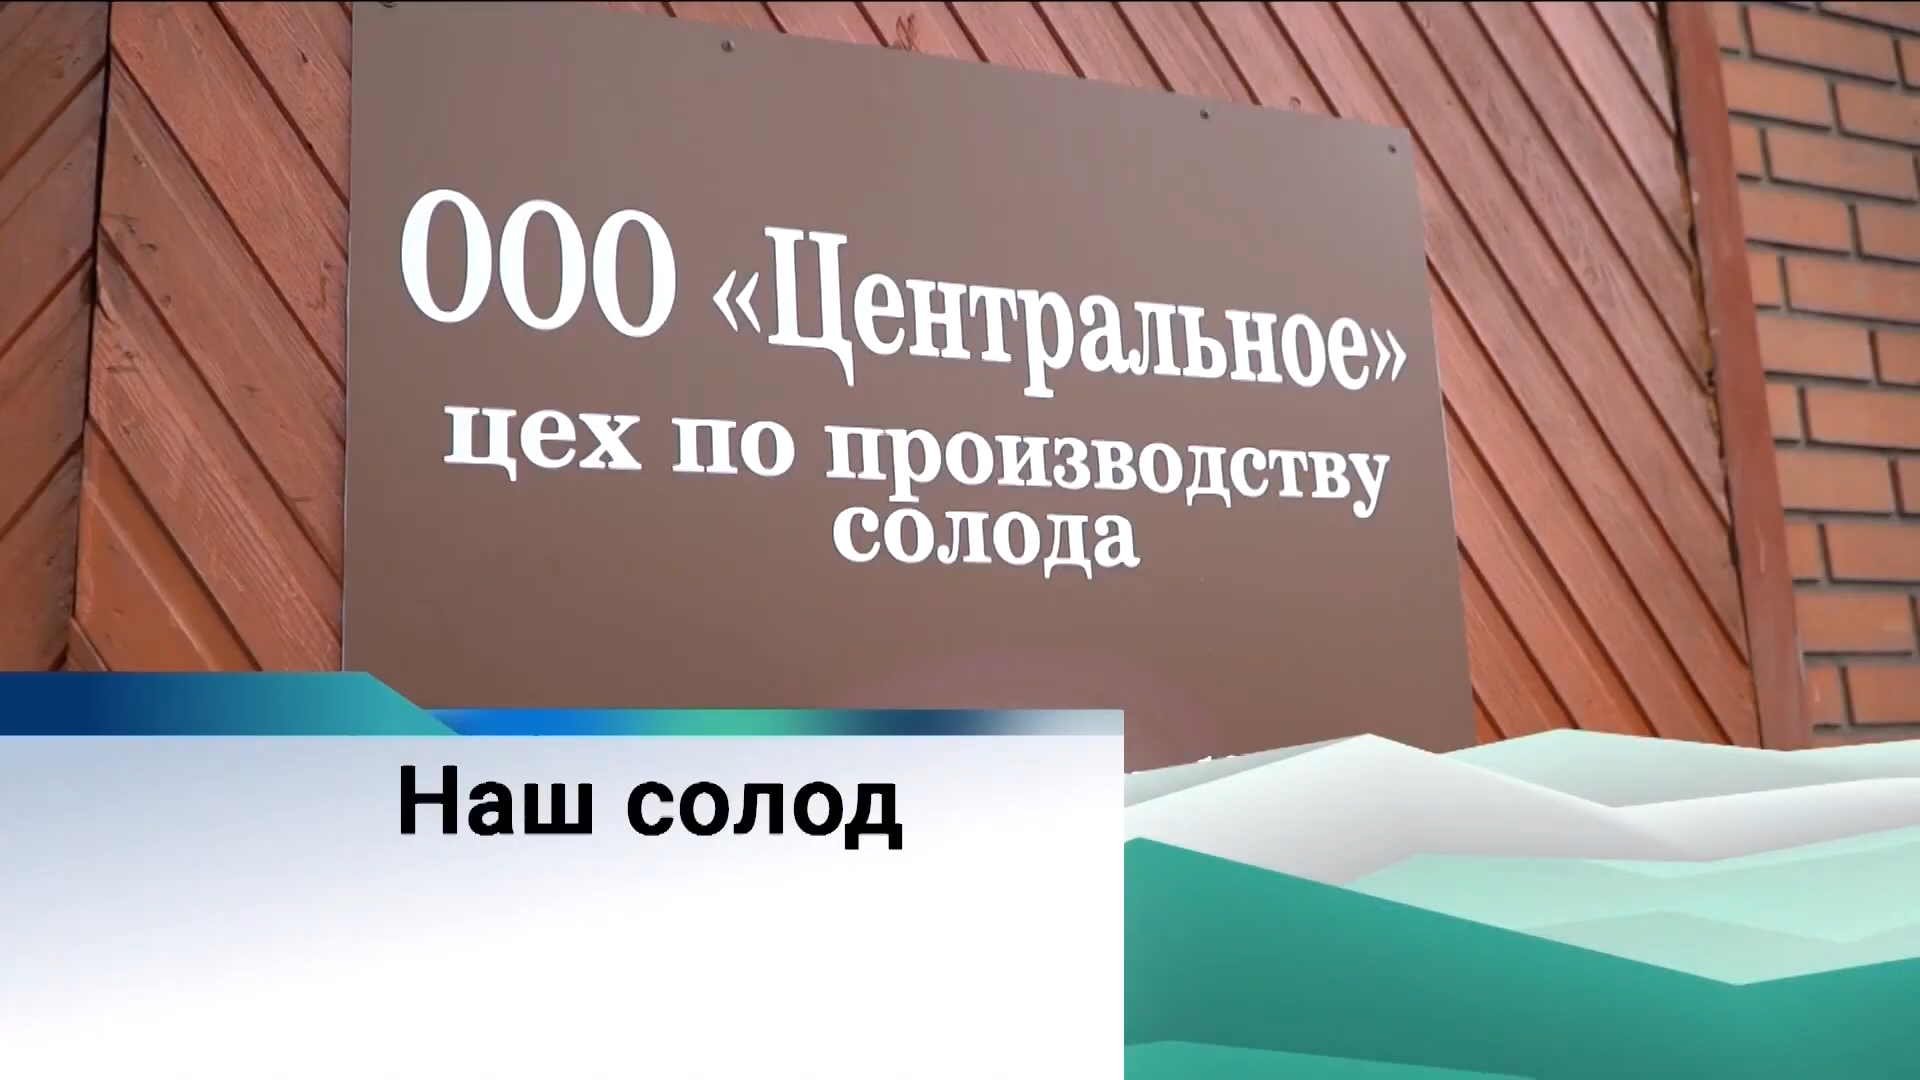 ООО «Центральное»
цех по производству
солода
Наш солод